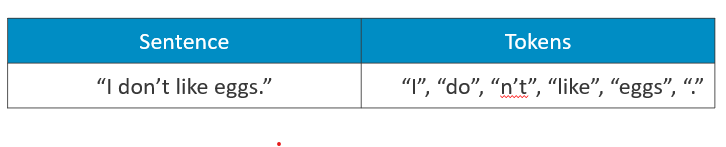 Sentence Tokens
“I don’t like eggs.” “I”, “do”, “n’t”, “like”, “eggs”, “.”